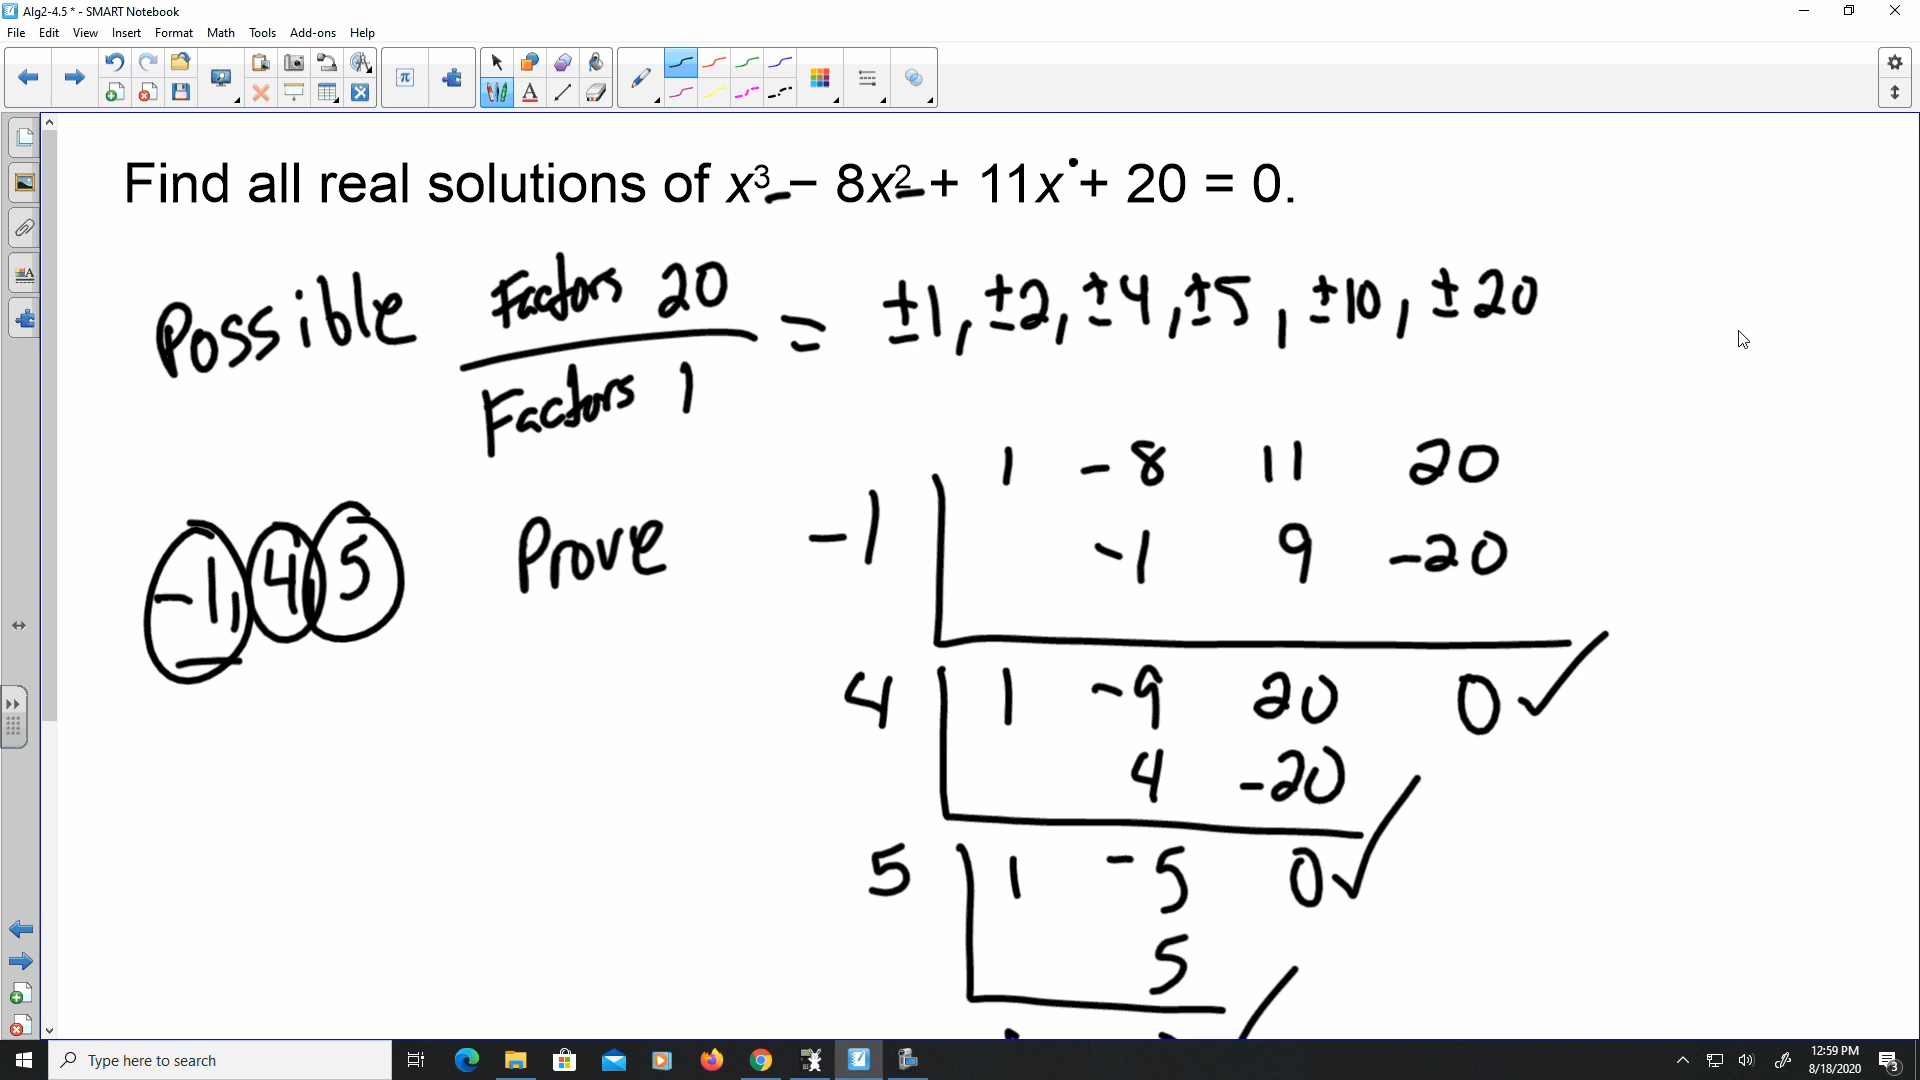 Alg2-4.5 * - SMART Notebook
File Edit View Insert Format Math Tools Add-ons Help
Find all real solutions of x³ − 8x² + 11x + 20 = 0.
Possible Factors 20 / Factors 1 = ±1, ±2, ±4, ±5, ±10, ±20
1 -8 11 20
-1, 4, 5 Prove -1 -1 9 -20
4 1 -9 20 0 ✓
4 -20
5 1 -5 0 ✓
5
Type here to search
12:59 PM
8/18/2020
3